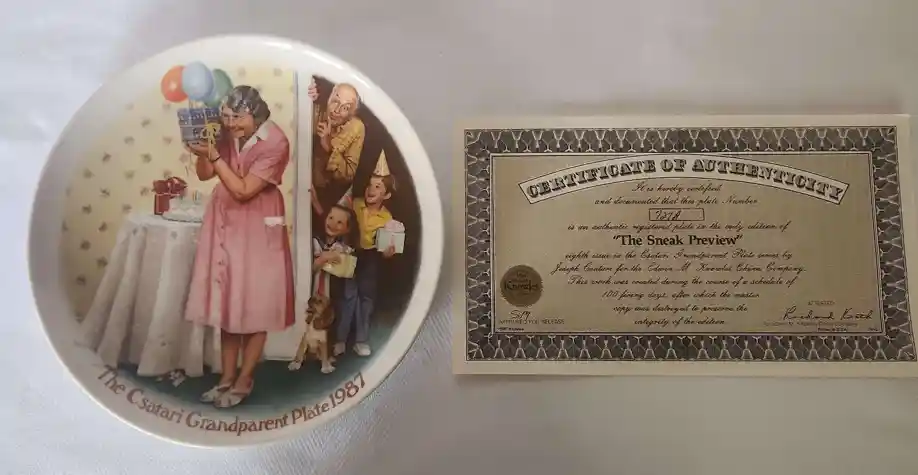 The Csatari Grandparent Plate 1987
CERTIFICATE OF AUTHENTICITY
It is hereby certified
and documented that this plate Number
727A
is an authentic registered plate in the only edition of
"The Sneak Preview"
eighth issue in the Csatari Grandparent Plate series by
Joseph Csatari for the Edwin M. Knowles China Company.
This work was created during the course of a schedule of
100 firing days, after which the master
copy was destroyed to preserve the
integrity of the edition.
Knowles
ATTESTED